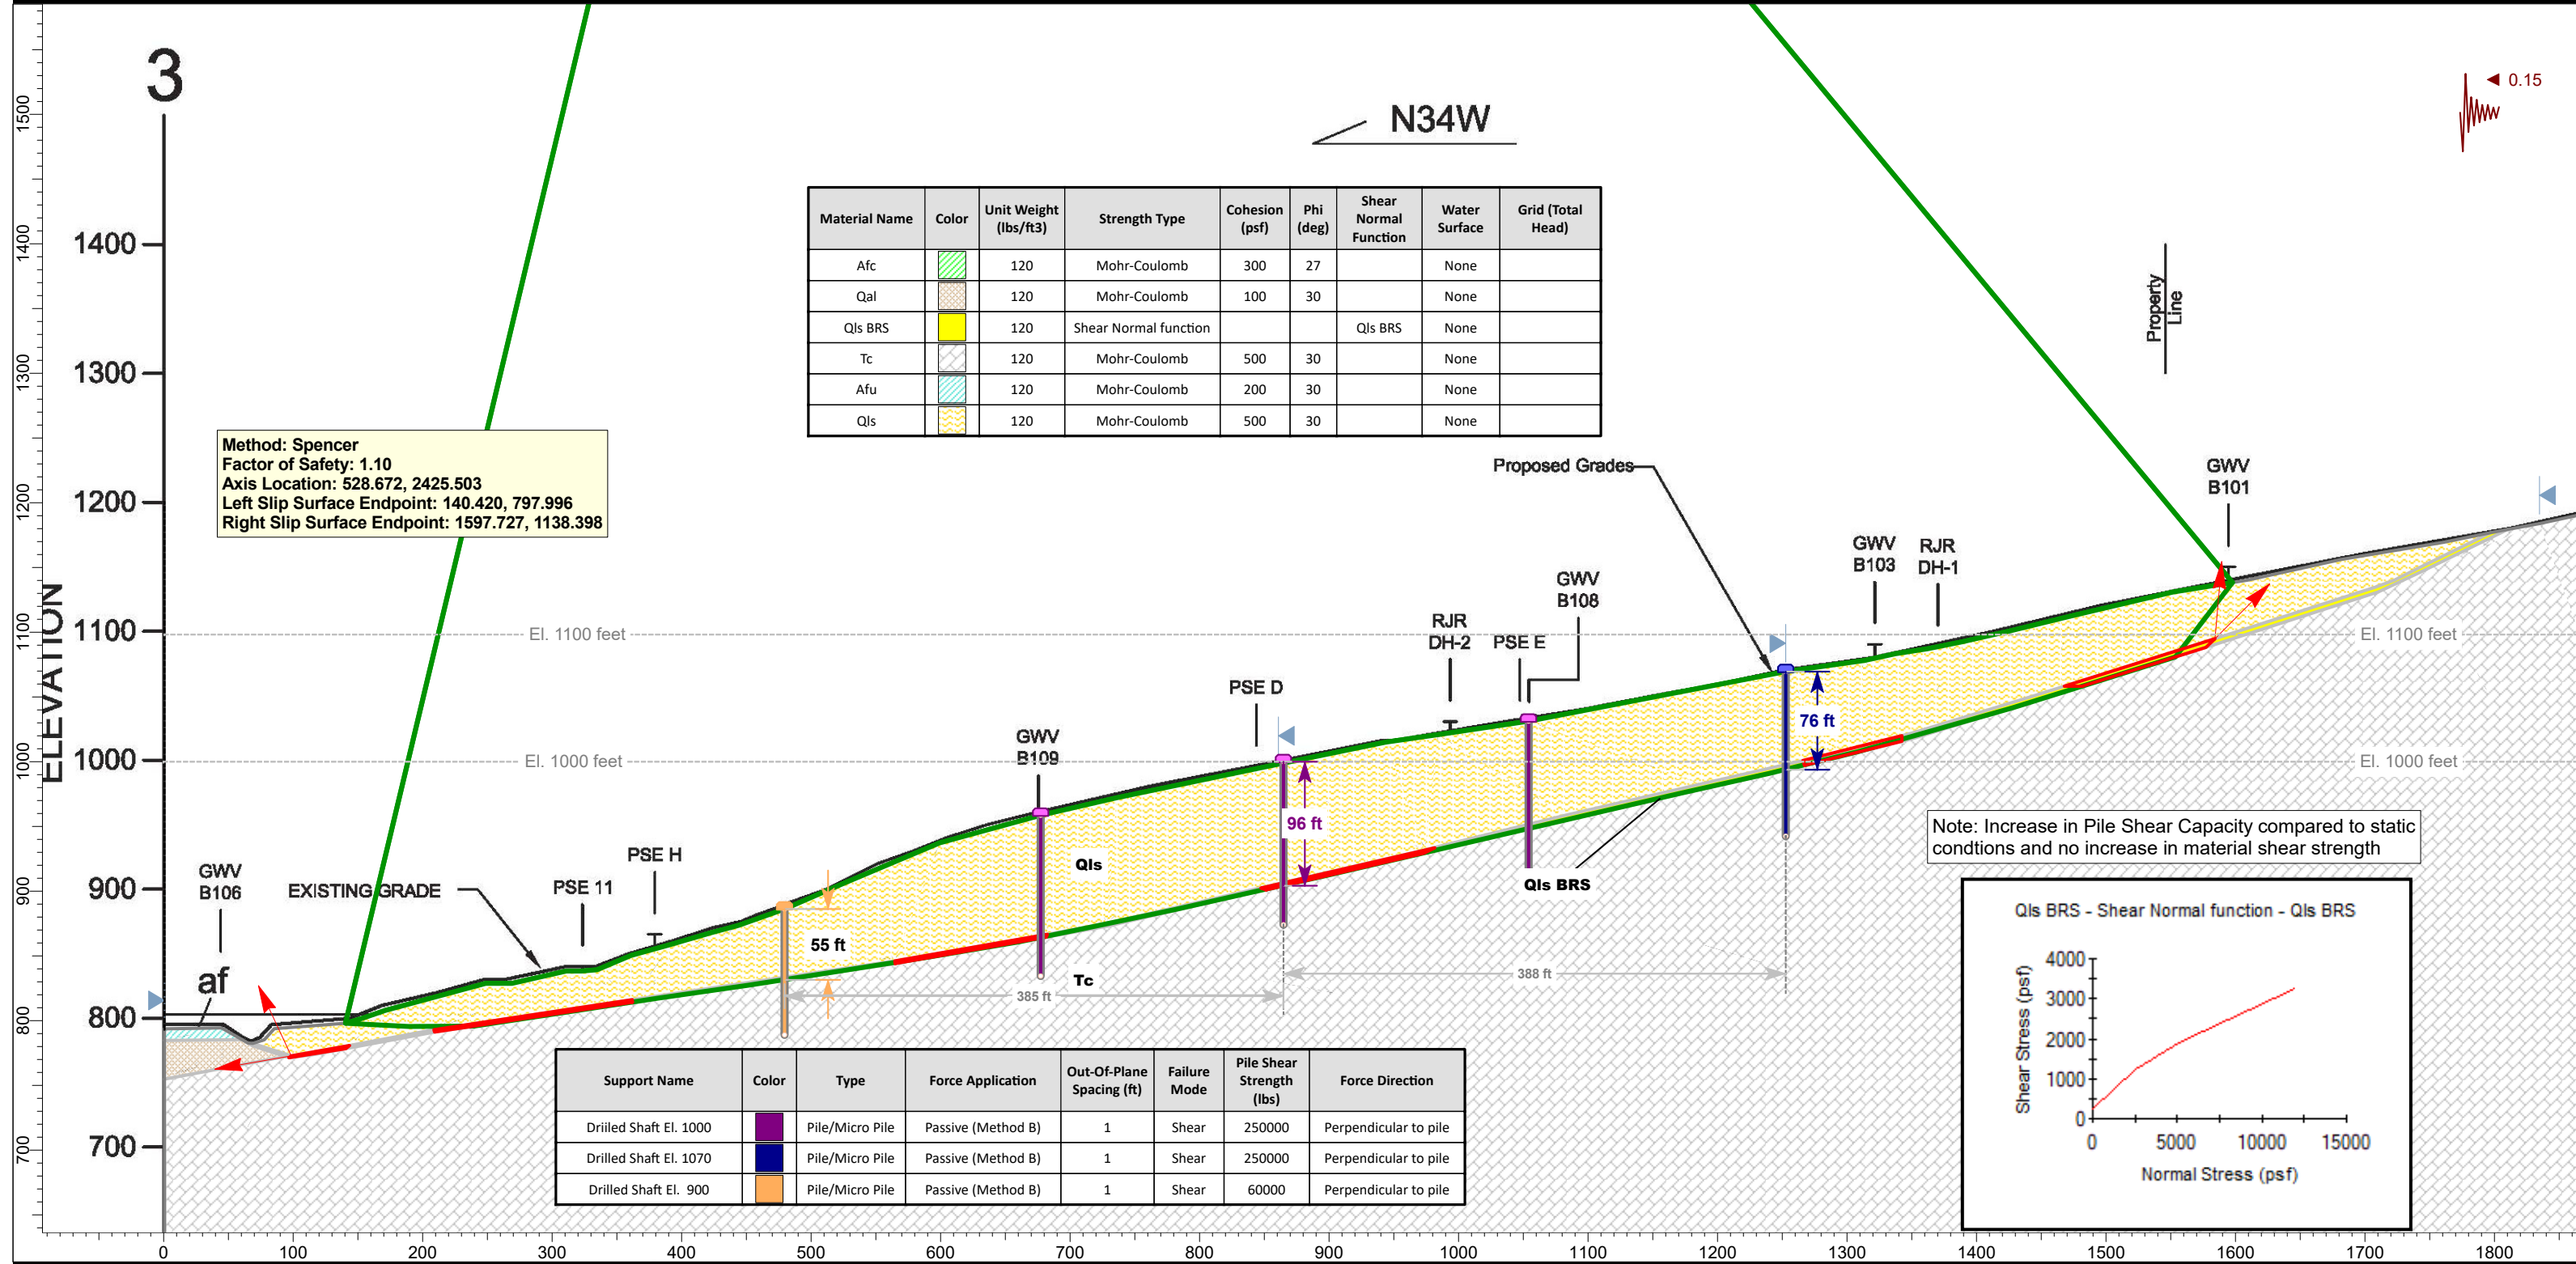 3
N34W
0.15
ELEVATION
1500
1400
1300
1200
1100
1000
900
800
700
1400
1300
1200
1100
1000
900
800
700
Material Name Color Unit Weight (lbs/ft3) Strength Type Cohesion (psf) Phi (deg) Shear Normal Function Water Surface Grid (Total Head)
Afc 120 Mohr-Coulomb 300 27 None
Qal 120 Mohr-Coulomb 100 30 None
Qls BRS 120 Shear Normal function Qls BRS None
Tc 120 Mohr-Coulomb 500 30 None
Afu 120 Mohr-Coulomb 200 30 None
Qls 120 Mohr-Coulomb 500 30 None
Property
Line
Method: Spencer
Factor of Safety: 1.10
Axis Location: 528.672, 2425.503
Left Slip Surface Endpoint: 140.420, 797.996
Right Slip Surface Endpoint: 1597.727, 1138.398
Proposed Grades
GWV
B101
GWV
B103
RJR
DH-1
GWV
B108
RJR
DH-2
PSE E
PSE D
GWV
B109
El. 1100 feet
El. 1100 feet
El. 1000 feet
El. 1000 feet
76 ft
96 ft
55 ft
PSE H
PSE 11
EXISTING GRADE
GWV
B106
af
Qls
Qls BRS
Tc
385 ft
388 ft
Note: Increase in Pile Shear Capacity compared to static
condtions and no increase in material shear strength
Qls BRS - Shear Normal function - Qls BRS
Shear Stress (psf)
4000
3000
2000
1000
0
0 5000 10000 15000
Normal Stress (psf)
Support Name Color Type Force Application Out-Of-Plane Spacing (ft) Failure Mode Pile Shear Strength (lbs) Force Direction
Driiled Shaft El. 1000 Pile/Micro Pile Passive (Method B) 1 Shear 250000 Perpendicular to pile
Drilled Shaft El. 1070 Pile/Micro Pile Passive (Method B) 1 Shear 250000 Perpendicular to pile
Drilled Shaft El. 900 Pile/Micro Pile Passive (Method B) 1 Shear 60000 Perpendicular to pile
0 100 200 300 400 500 600 700 800 900 1000 1100 1200 1300 1400 1500 1600 1700 1800